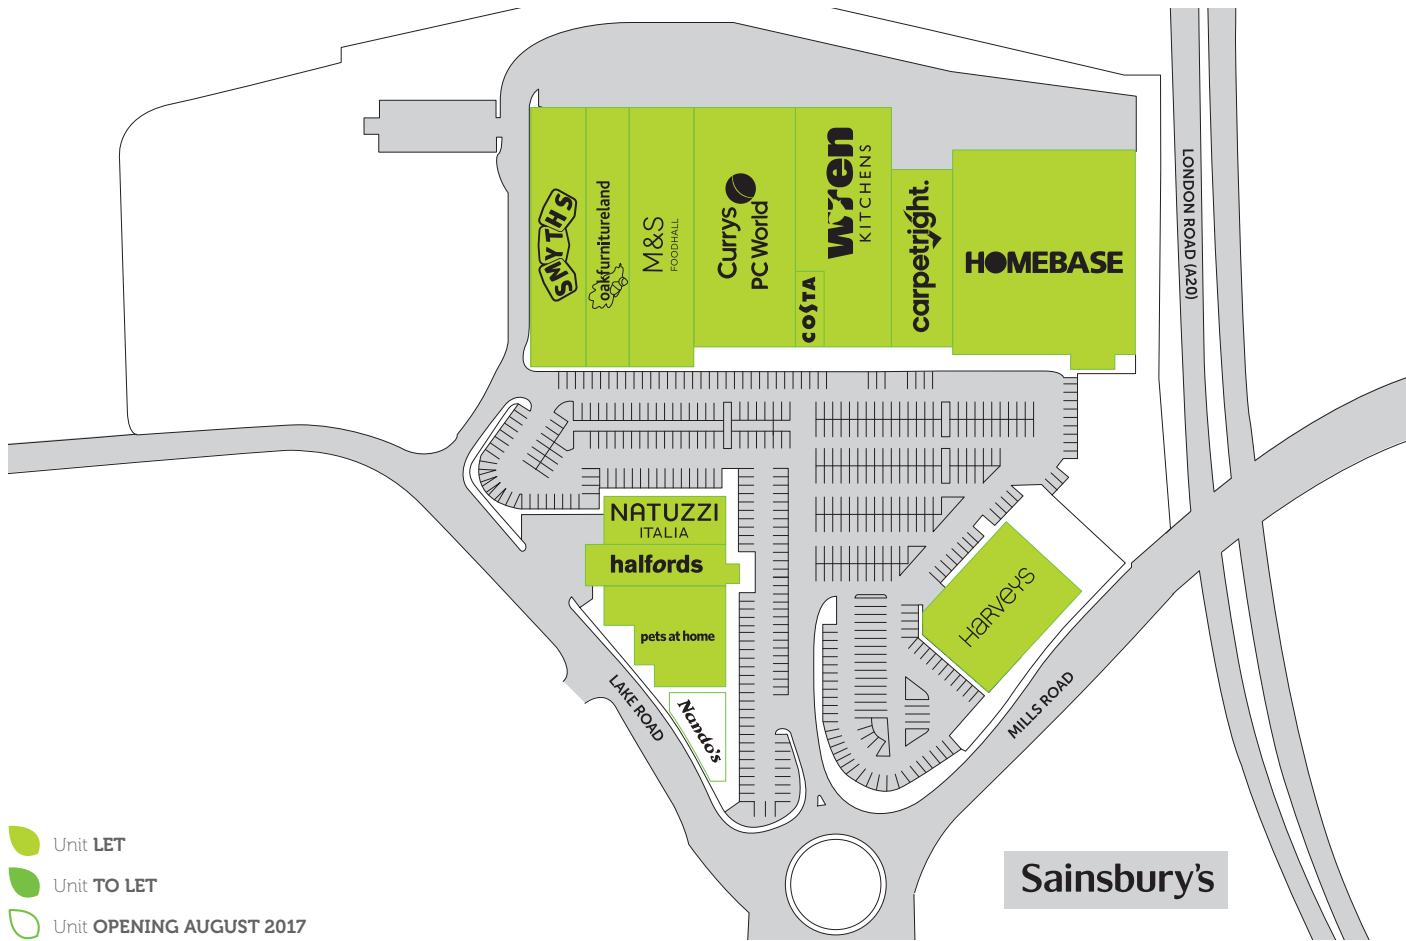 SMYTHS
oakfurnitureland
M&S
FOODHALL
Currys
PC World
COSTA
Wren
KITCHENS
carpetright.
HOMEBASE
LONDON ROAD (A20)
NATUZZI
ITALIA
halfords
pets at home
Nando's
HARVEYS
LAKE ROAD
MILLS ROAD
Sainsbury's
Unit LET
Unit TO LET
Unit OPENING AUGUST 2017